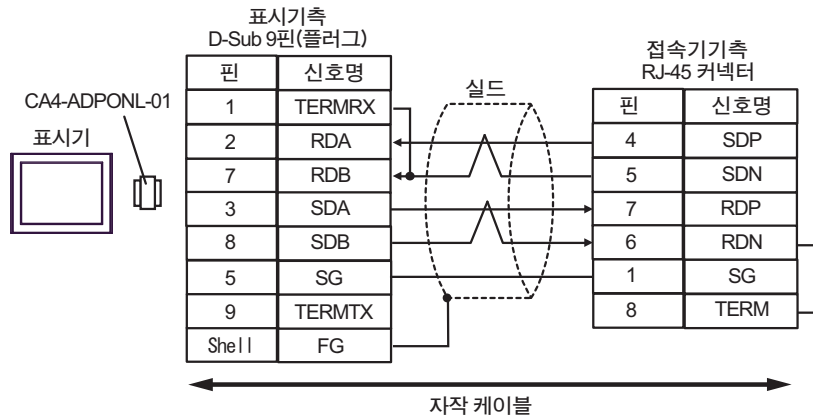 표시기측
D-Sub 9핀(플러그)
접속기기측
RJ-45 커넥터
CA4-ADPONL-01
표시기
실드
핀 신호명
1 TERMRX
2 RDA
7 RDB
3 SDA
8 SDB
5 SG
9 TERMTX
Shell FG
핀 신호명
4 SDP
5 SDN
7 RDP
6 RDN
1 SG
8 TERM
자작 케이블